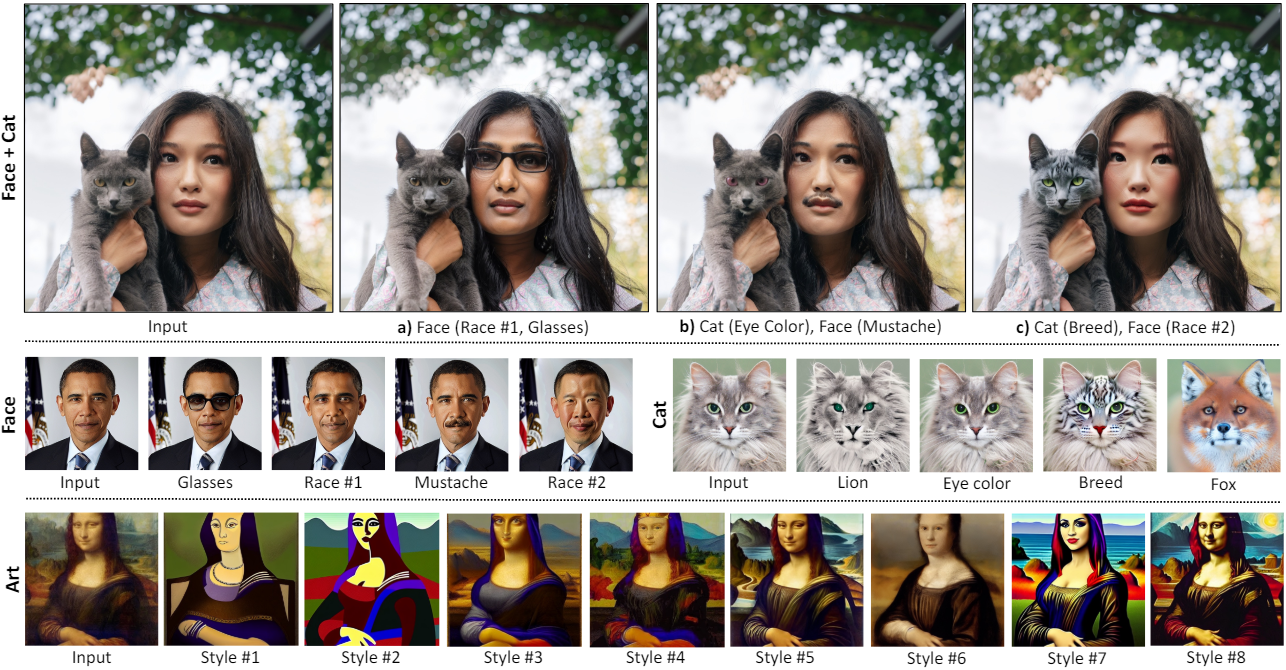 Face + Cat
Input
a) Face (Race #1, Glasses)
b) Cat (Eye Color), Face (Mustache)
c) Cat (Breed), Face (Race #2)
Face
Input
Glasses
Race #1
Mustache
Race #2
Cat
Input
Lion
Eye color
Breed
Fox
Art
Input
Style #1
Style #2
Style #3
Style #4
Style #5
Style #6
Style #7
Style #8